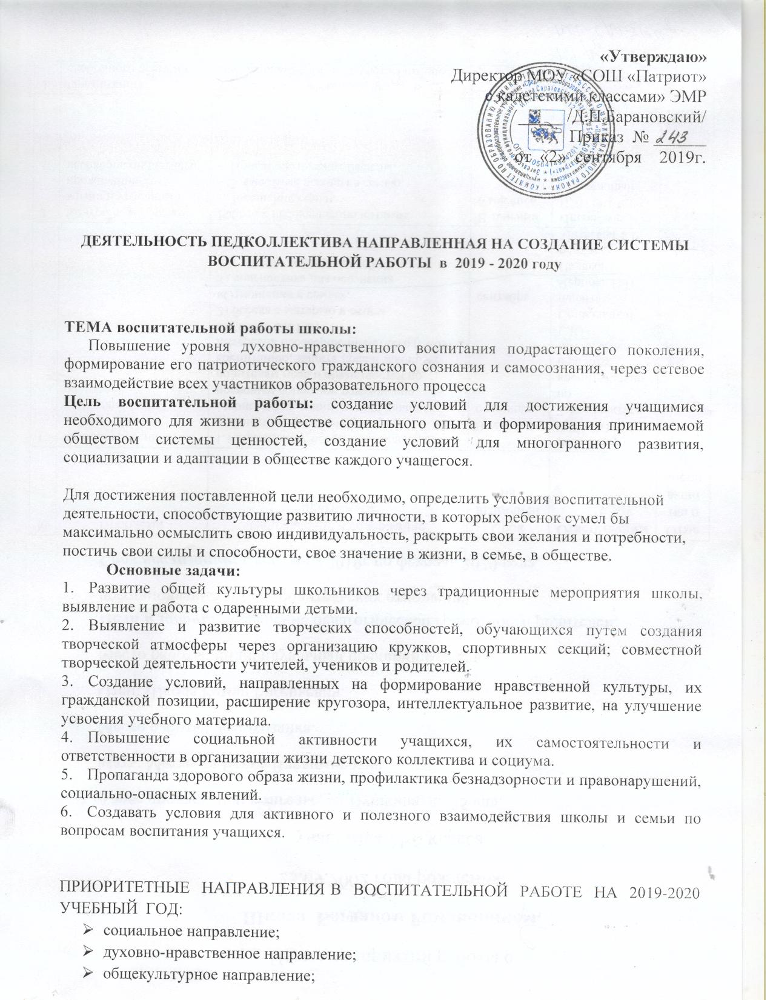 «Утверждаю»
Директор МОУ «СОШ «Патриот»
с кадетскими классами» ЭМР
/Д.П.Барановский/
Приказ № 243
от «2» сентября 2019г.
ДЕЯТЕЛЬНОСТЬ ПЕДКОЛЛЕКТИВА НАПРАВЛЕННАЯ НА СОЗДАНИЕ СИСТЕМЫ
ВОСПИТАТЕЛЬНОЙ РАБОТЫ в 2019 - 2020 году
ТЕМА воспитательной работы школы:
Повышение уровня духовно-нравственного воспитания подрастающего поколения,
формирование его патриотического гражданского сознания и самосознания, через сетевое
взаимодействие всех участников образовательного процесса
Цель воспитательной работы: создание условий для достижения учащимися
необходимого для жизни в обществе социального опыта и формирования принимаемой
обществом системы ценностей, создание условий для многогранного развития,
социализации и адаптации в обществе каждого учащегося.
Для достижения поставленной цели необходимо, определить условия воспитательной
деятельности, способствующие развитию личности, в которых ребенок сумел бы
максимально осмыслить свою индивидуальность, раскрыть свои желания и потребности,
постичь свои силы и способности, свое значение в жизни, в семье, в обществе.
Основные задачи:
1. Развитие общей культуры школьников через традиционные мероприятия школы,
выявление и работа с одаренными детьми.
2. Выявление и развитие творческих способностей, обучающихся путем создания
творческой атмосферы через организацию кружков, спортивных секций; совместной
творческой деятельности учителей, учеников и родителей.
3. Создание условий, направленных на формирование нравственной культуры, их
гражданской позиции, расширение кругозора, интеллектуальное развитие, на улучшение
усвоения учебного материала.
4. Повышение социальной активности учащихся, их самостоятельности и
ответственности в организации жизни детского коллектива и социума.
5. Пропаганда здорового образа жизни, профилактика безнадзорности и правонарушений,
социально-опасных явлений.
6. Создавать условия для активного и полезного взаимодействия школы и семьи по
вопросам воспитания учащихся.
ПРИОРИТЕТНЫЕ НАПРАВЛЕНИЯ В ВОСПИТАТЕЛЬНОЙ РАБОТЕ НА 2019-2020
УЧЕБНЫЙ ГОД:
➢ социальное направление;
➢ духовно-нравственное направление;
➢ общекультурное направление;